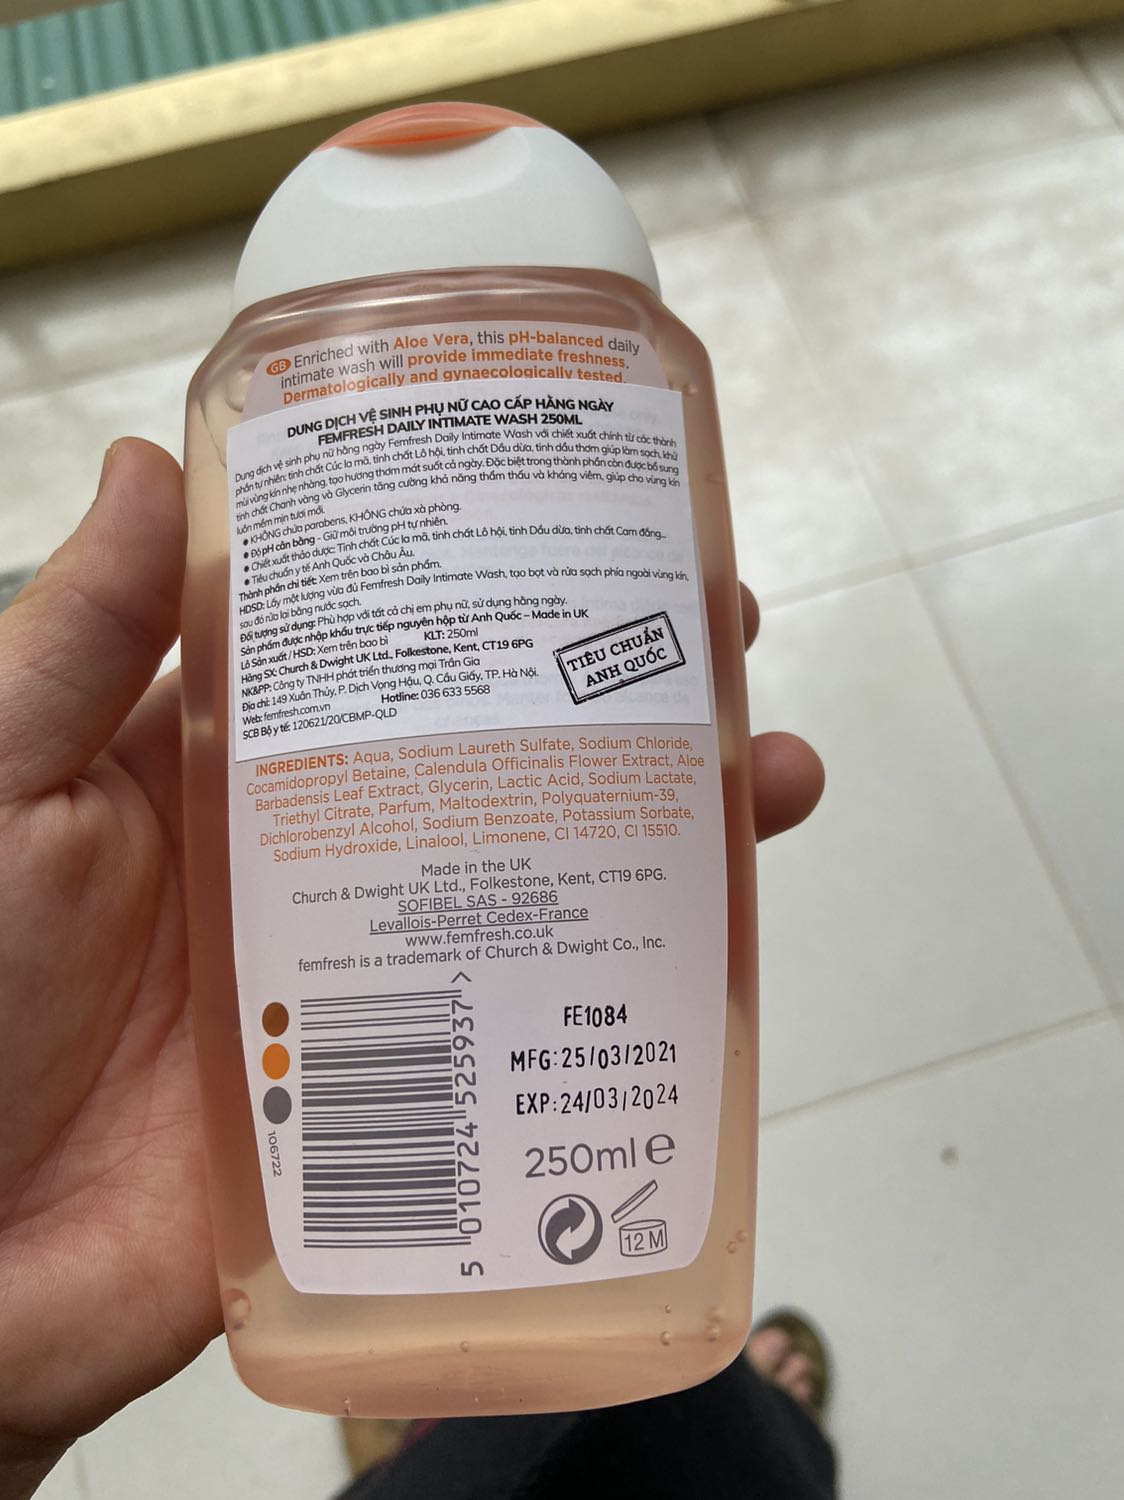 GB Enriched with Aloe Vera, this pH-balanced daily
intimate wash will provide immediate freshness.
Dermatologically and gynaecologically tested.
DUNG DỊCH VỆ SINH PHỤ NỮ CAO CẤP HẰNG NGÀY
FEMFRESH DAILY INTIMATE WASH 250ML
Dung dịch vệ sinh phụ nữ hằng ngày Femfresh Daily Intimate Wash với chiết xuất chính từ các thành
phần tự nhiên: tinh chất Cúc la mã, tinh chất Lô hội, tinh chất Dầu dừa, tinh dầu thơm giúp làm sạch, khử
mùi vùng kín nhẹ nhàng, tạo hương thơm mát suốt cả ngày. Đặc biệt trong thành phần còn được bổ sung
tinh chất Chanh vàng và Glycerin tăng cường khả năng thẩm thấu và kháng viêm, giúp cho vùng kín
luôn mềm mịn tươi mới.
• KHÔNG chứa parabens, KHÔNG chứa xà phòng.
• Độ pH cân bằng - Giữ môi trường pH tự nhiên.
• Chiết xuất thảo dược: Tinh chất Cúc la mã, tinh chất Lô hội, tinh Dầu dừa, tinh chất Cam đắng...
• Tiêu chuẩn y tế Anh Quốc và Châu Âu.
Thành phần chi tiết: Xem trên bao bì sản phẩm.
HDSD: Lấy một lượng vừa đủ Femfresh Daily Intimate Wash, tạo bọt và rửa sạch phía ngoài vùng kín,
sau đó rửa lại bằng nước sạch.
Đối tượng sử dụng: Phù hợp với tất cả chị em phụ nữ, sử dụng hằng ngày.
Sản phẩm được nhập khẩu trực tiếp nguyên hộp từ Anh Quốc – Made in UK
Lô Sản xuất / HSD: Xem trên bao bì KLT: 250ml
Hãng SX: Church & Dwight UK Ltd., Folkestone, Kent, CT19 6PG
NK&PP: Công ty TNHH phát triển thương mại Trần Gia
Địa chỉ: 149 Xuân Thủy, P. Dịch Vọng Hậu, Q. Cầu Giấy, TP. Hà Nội.
Web: femfresh.com.vn Hotline: 036 633 5568
SCB Bộ y tế: 120621/20/CBMP-QLD
TIÊU CHUẨN
ANH QUỐC
INGREDIENTS: Aqua, Sodium Laureth Sulfate, Sodium Chloride,
Cocamidopropyl Betaine, Calendula Officinalis Flower Extract, Aloe
Barbadensis Leaf Extract, Glycerin, Lactic Acid, Sodium Lactate,
Triethyl Citrate, Parfum, Maltodextrin, Polyquaternium-39,
Dichlorobenzyl Alcohol, Sodium Benzoate, Potassium Sorbate,
Sodium Hydroxide, Linalool, Limonene, CI 14720, CI 15510.
Made in the UK
Church & Dwight UK Ltd., Folkestone, Kent, CT19 6PG.
SOFIBEL SAS - 92686
Levallois-Perret Cedex-France
www.femfresh.co.uk
femfresh is a trademark of Church & Dwight Co., Inc.
5 010724 525937 >
106722
FE1084
MFG:25/03/2021
EXP:24/03/2024
250ml e
12 M